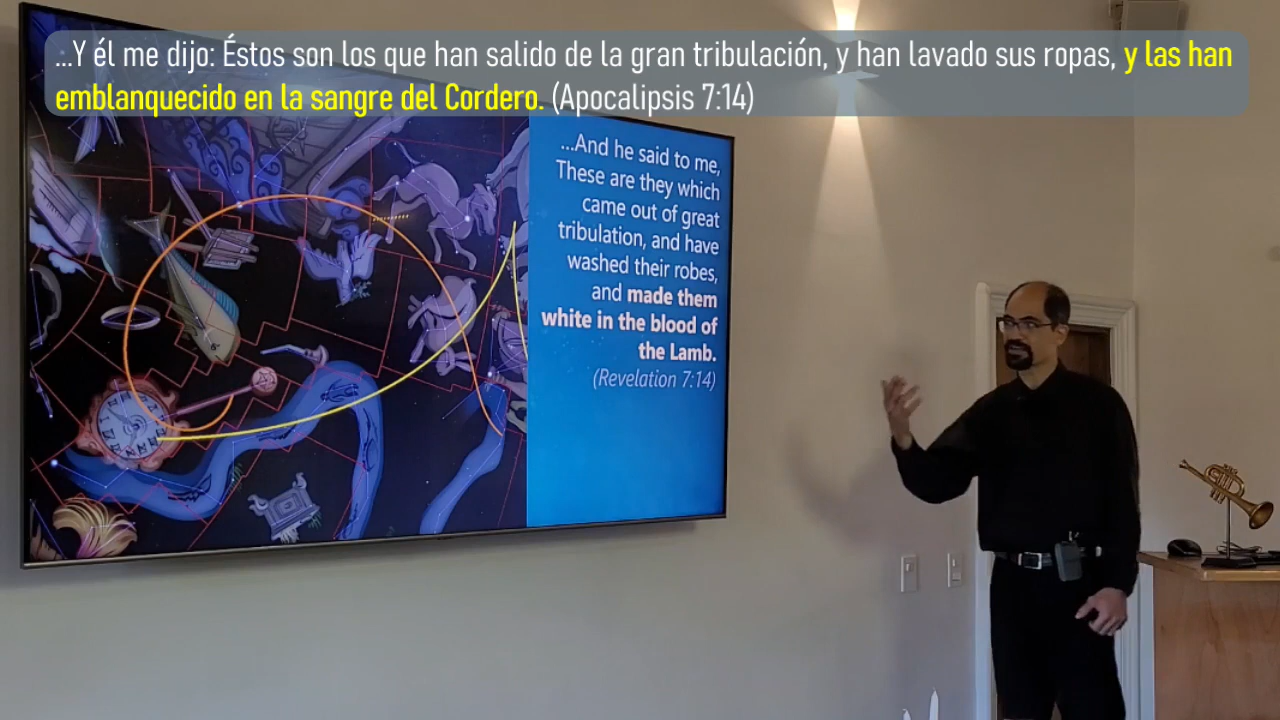 ...Y él me dijo: Éstos son los que han salido de la gran tribulación, y han lavado sus ropas, y las han
emblanquecido en la sangre del Cordero. (Apocalipsis 7:14)
...And he said to me,
These are they which
came out of great
tribulation, and have
washed their robes,
and made them
white in the blood of
the Lamb.
(Revelation 7:14)